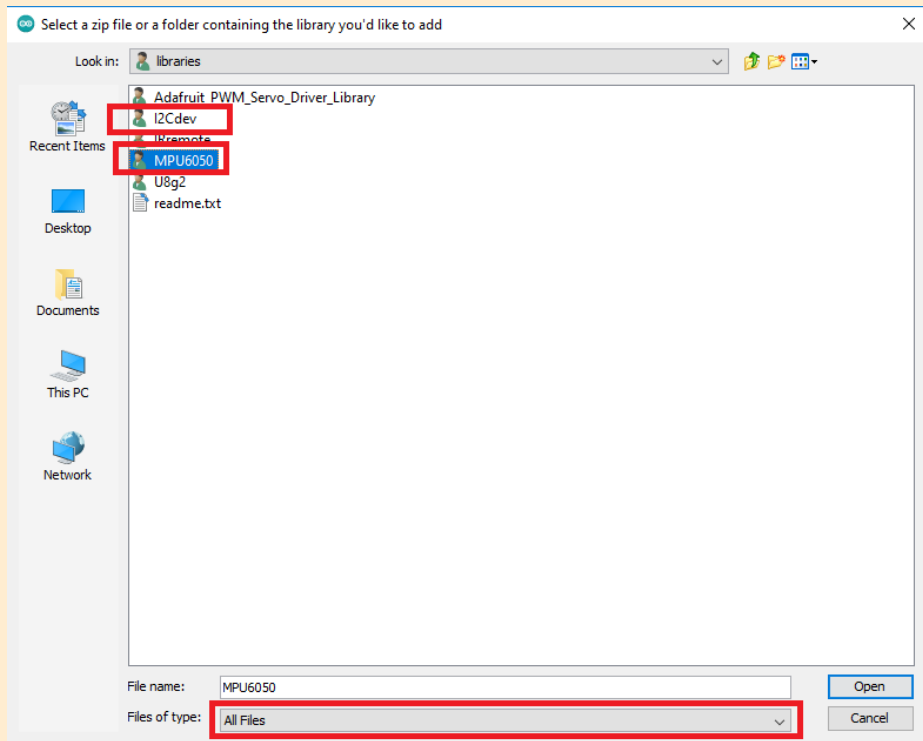 Select a zip file or a folder containing the library you'd like to add
Look in: libraries
Adafruit_PWM_Servo_Driver_Library
I2Cdev
IRremote
MPU6050
U8g2
readme.txt
Recent Items
Desktop
Documents
This PC
Network
File name: MPU6050 Open
Files of type: All Files Cancel